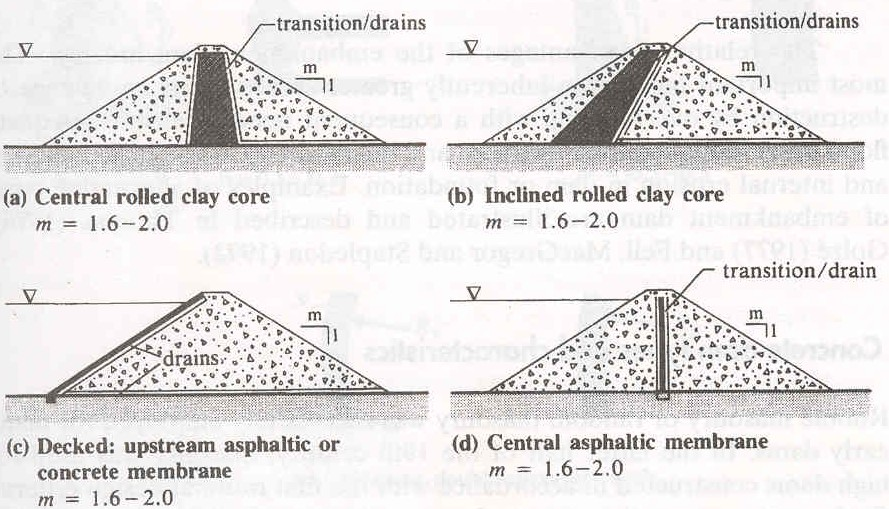 transition/drains
transition/drains
m
1
m
1
(a) Central rolled clay core
m = 1.6–2.0
(b) Inclined rolled clay core
m = 1.6–2.0
transition/drain
m
1
m
1
drains
(c) Decked: upstream asphaltic or
concrete membrane
m = 1.6–2.0
(d) Central asphaltic membrane
m = 1.6–2.0